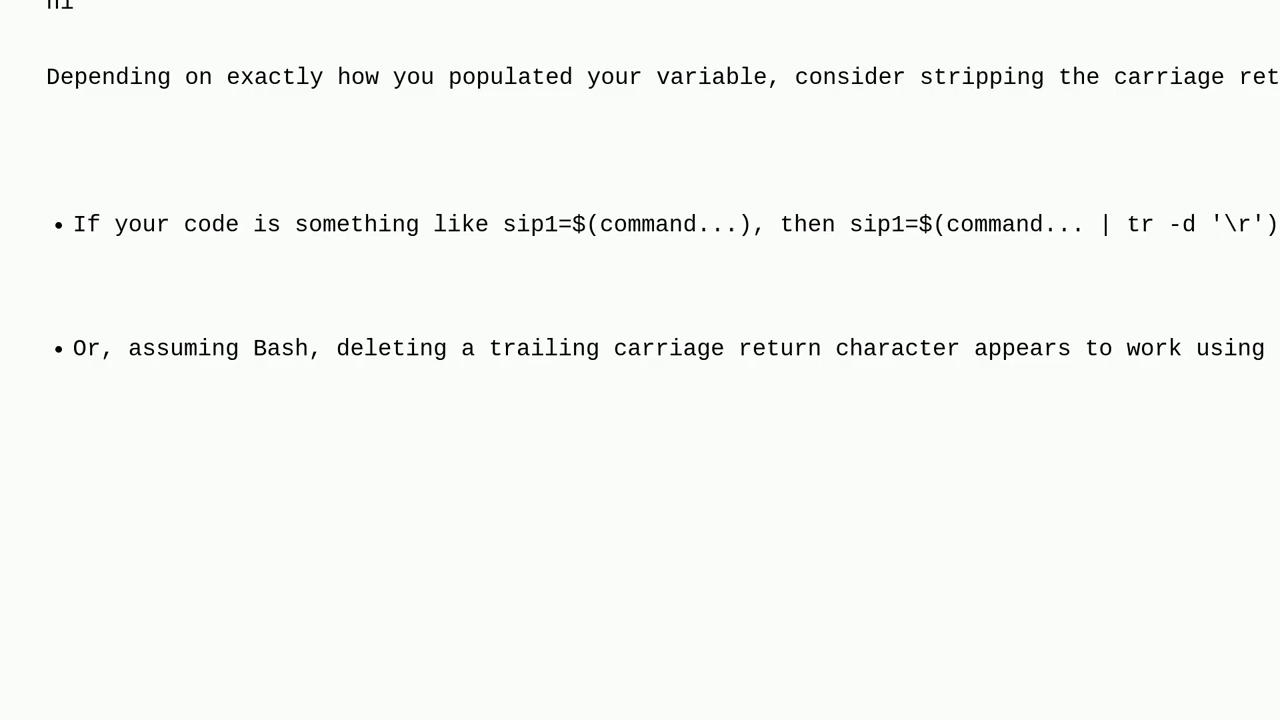 Depending on exactly how you populated your variable, consider stripping the carriage ret
• If your code is something like sip1=$(command...), then sip1=$(command... | tr -d '\r')
• Or, assuming Bash, deleting a trailing carriage return character appears to work using